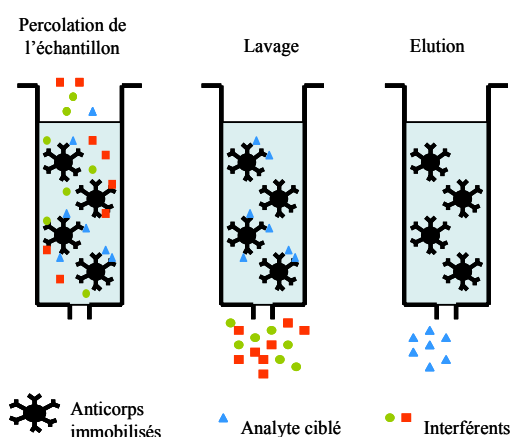 Percolation de
l'échantillon
Lavage
Elution
Anticorps
immobilisés
Analyte ciblé
Interférents